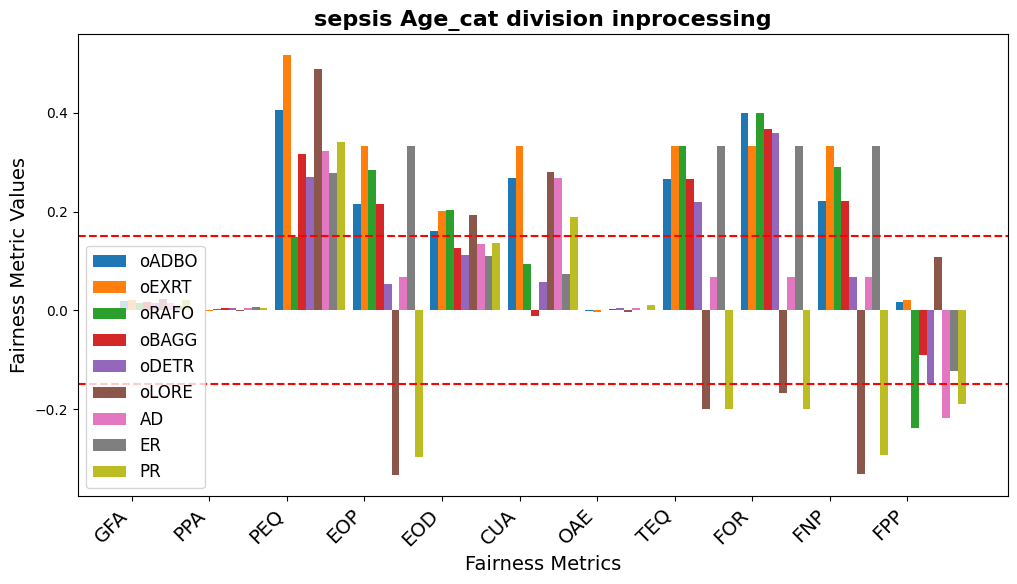 sepsis Age_cat division inprocessing
Fairness Metric Values
0.4
0.2
0.0
−0.2
oADBO
oEXRT
oRAFO
oBAGG
oDETR
oLORE
AD
ER
PR
GFA
PPA
PEQ
EOP
EOD
CUA
OAE
TEQ
FOR
FNP
FPP
Fairness Metrics